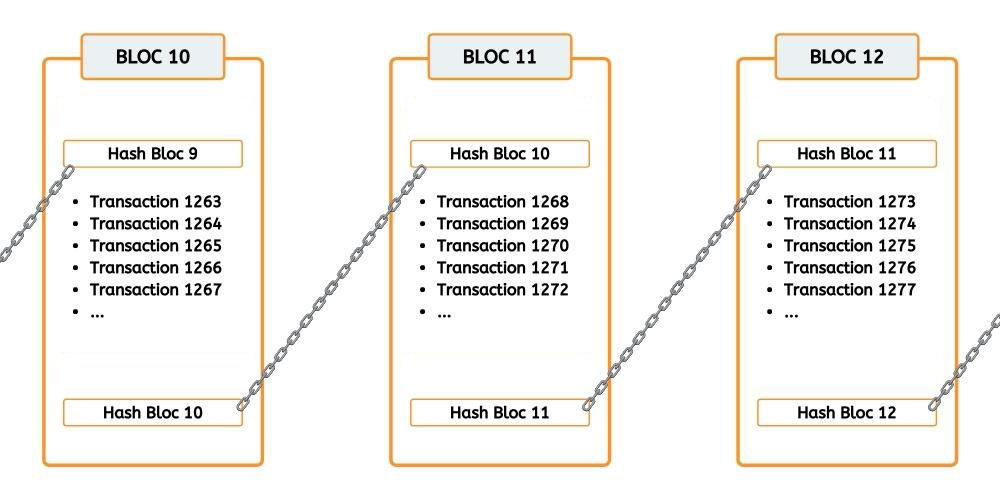 BLOC 10
Hash Bloc 9
• Transaction 1263
• Transaction 1264
• Transaction 1265
• Transaction 1266
• Transaction 1267
• ...
Hash Bloc 10
BLOC 11
Hash Bloc 10
• Transaction 1268
• Transaction 1269
• Transaction 1270
• Transaction 1271
• Transaction 1272
• ...
Hash Bloc 11
BLOC 12
Hash Bloc 11
• Transaction 1273
• Transaction 1274
• Transaction 1275
• Transaction 1276
• Transaction 1277
• ...
Hash Bloc 12